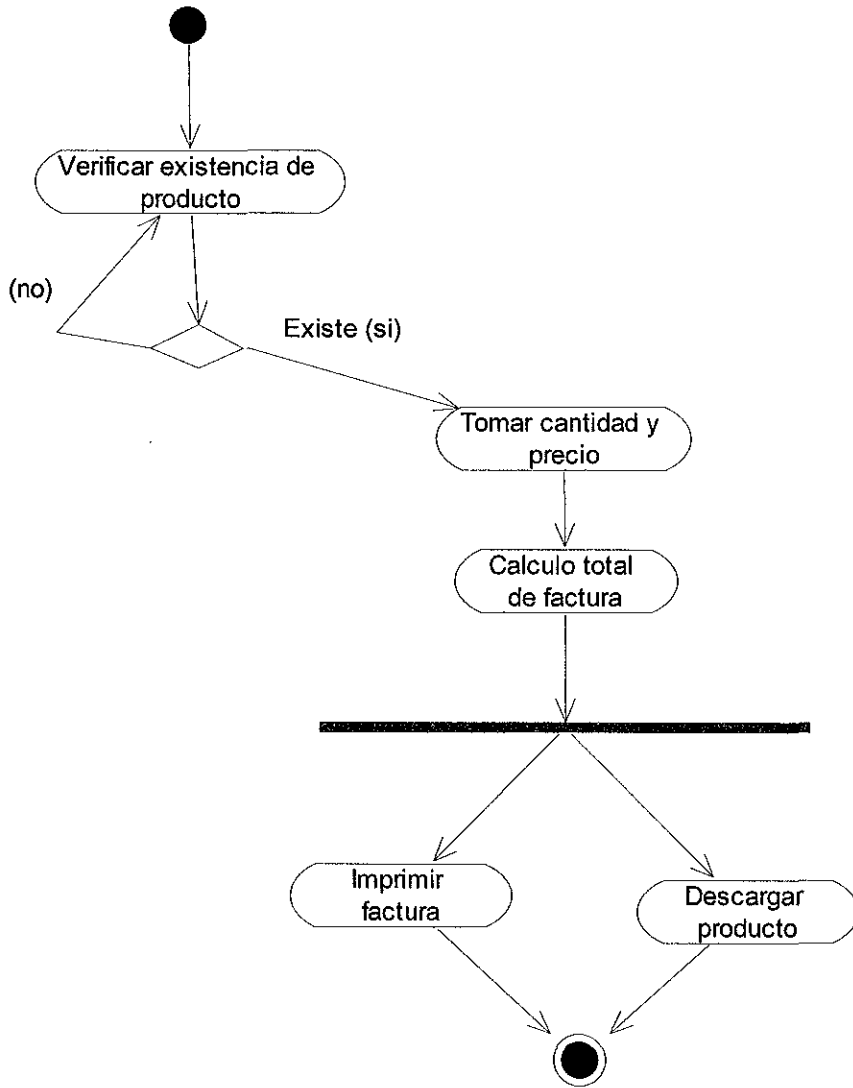 Verificar existencia de
producto
(no)
Existe (si)
Tomar cantidad y
precio
Calculo total
de factura
Imprimir
factura
Descargar
producto